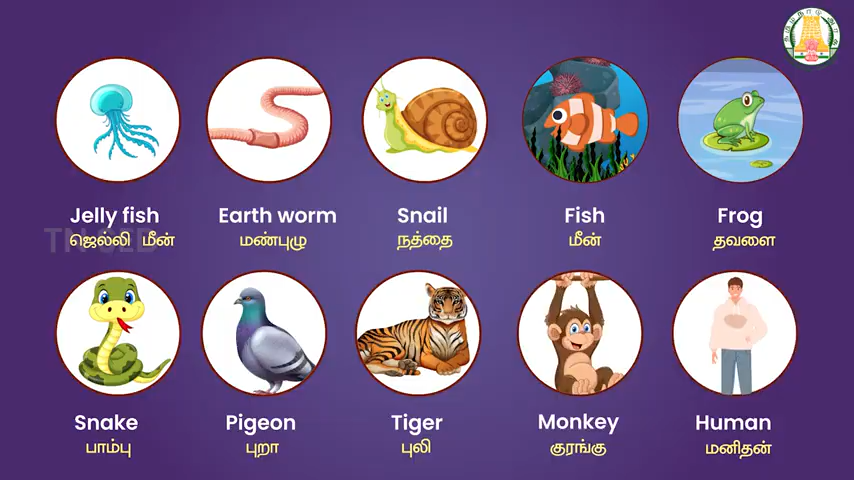 Jelly fish
ஜெல்லி மீன்
Earth worm
மண்புழு
Snail
நத்தை
Fish
மீன்
Frog
தவளை
Snake
பாம்பு
Pigeon
புறா
Tiger
புலி
Monkey
குரங்கு
Human
மனிதன்